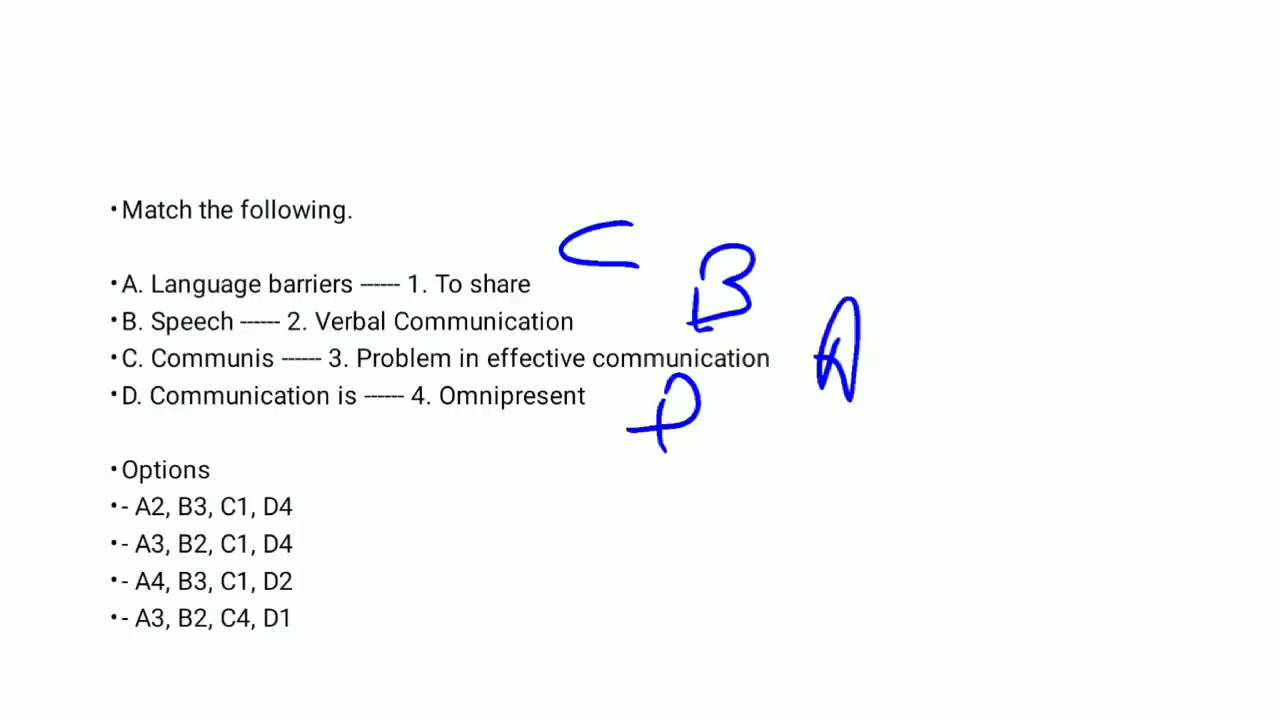 •Match the following.
C
B
•A. Language barriers ------ 1. To share
•B. Speech ------ 2. Verbal Communication
A
•C. Communis ------ 3. Problem in effective communication
•D. Communication is ------ 4. Omnipresent
D
•Options
•- A2, B3, C1, D4
•- A3, B2, C1, D4
•- A4, B3, C1, D2
•- A3, B2, C4, D1